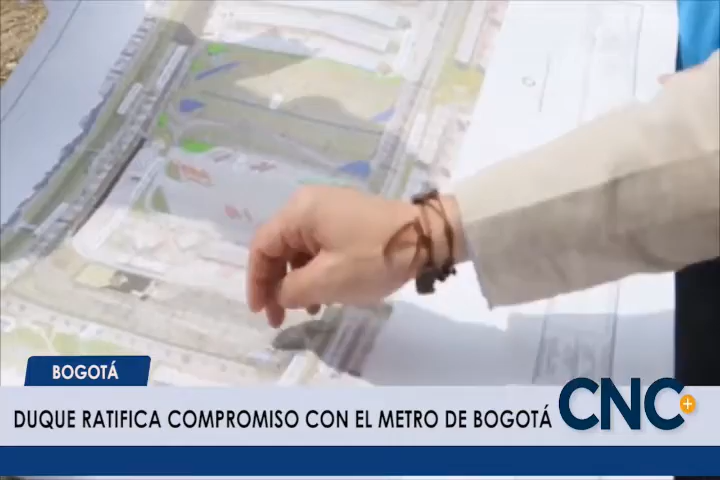 BOGOTÁ
DUQUE RATIFICA COMPROMISO CON EL METRO DE BOGOTÁ
CNC+